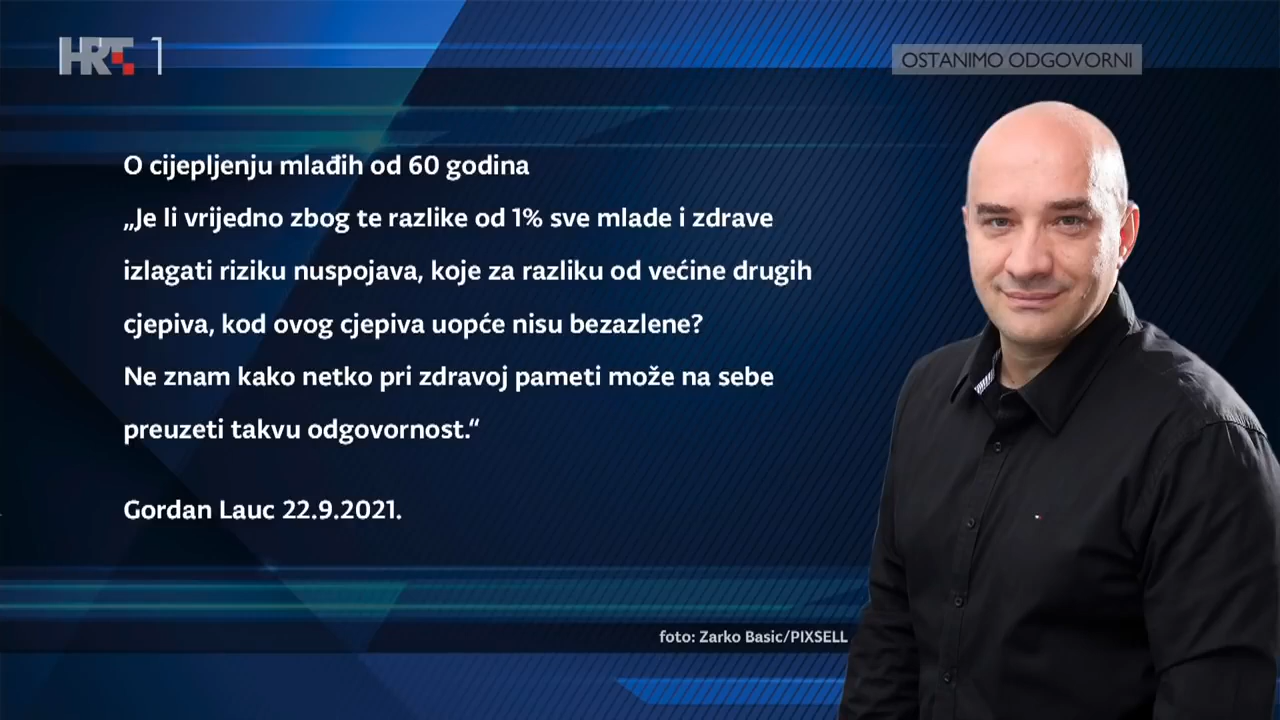 HRT 1
OSTANIMO ODGOVORNI
O cijepljenju mlađih od 60 godina
„Je li vrijedno zbog te razlike od 1% sve mlade i zdrave
izlagati riziku nuspojava, koje za razliku od većine drugih
cjepiva, kod ovog cjepiva uopće nisu bezazlene?
Ne znam kako netko pri zdravoj pameti može na sebe
preuzeti takvu odgovornost.“
Gordan Lauc 22.9.2021.
foto: Zarko Basic/PIXSELL